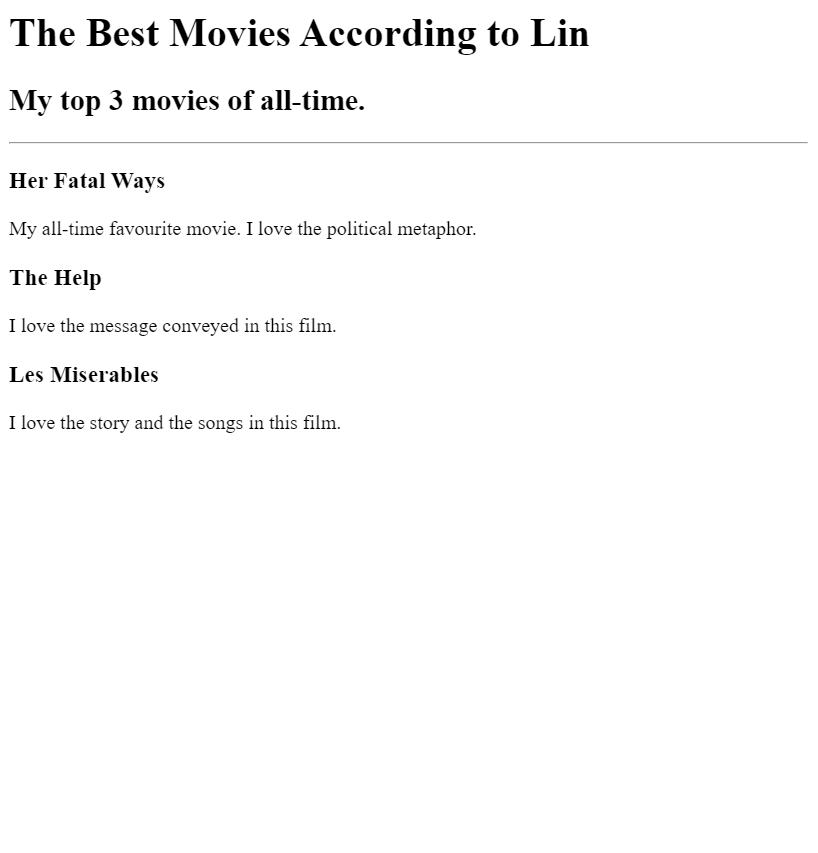 The Best Movies According to Lin
My top 3 movies of all-time.
Her Fatal Ways
My all-time favourite movie. I love the political metaphor.
The Help
I love the message conveyed in this film.
Les Miserables
I love the story and the songs in this film.